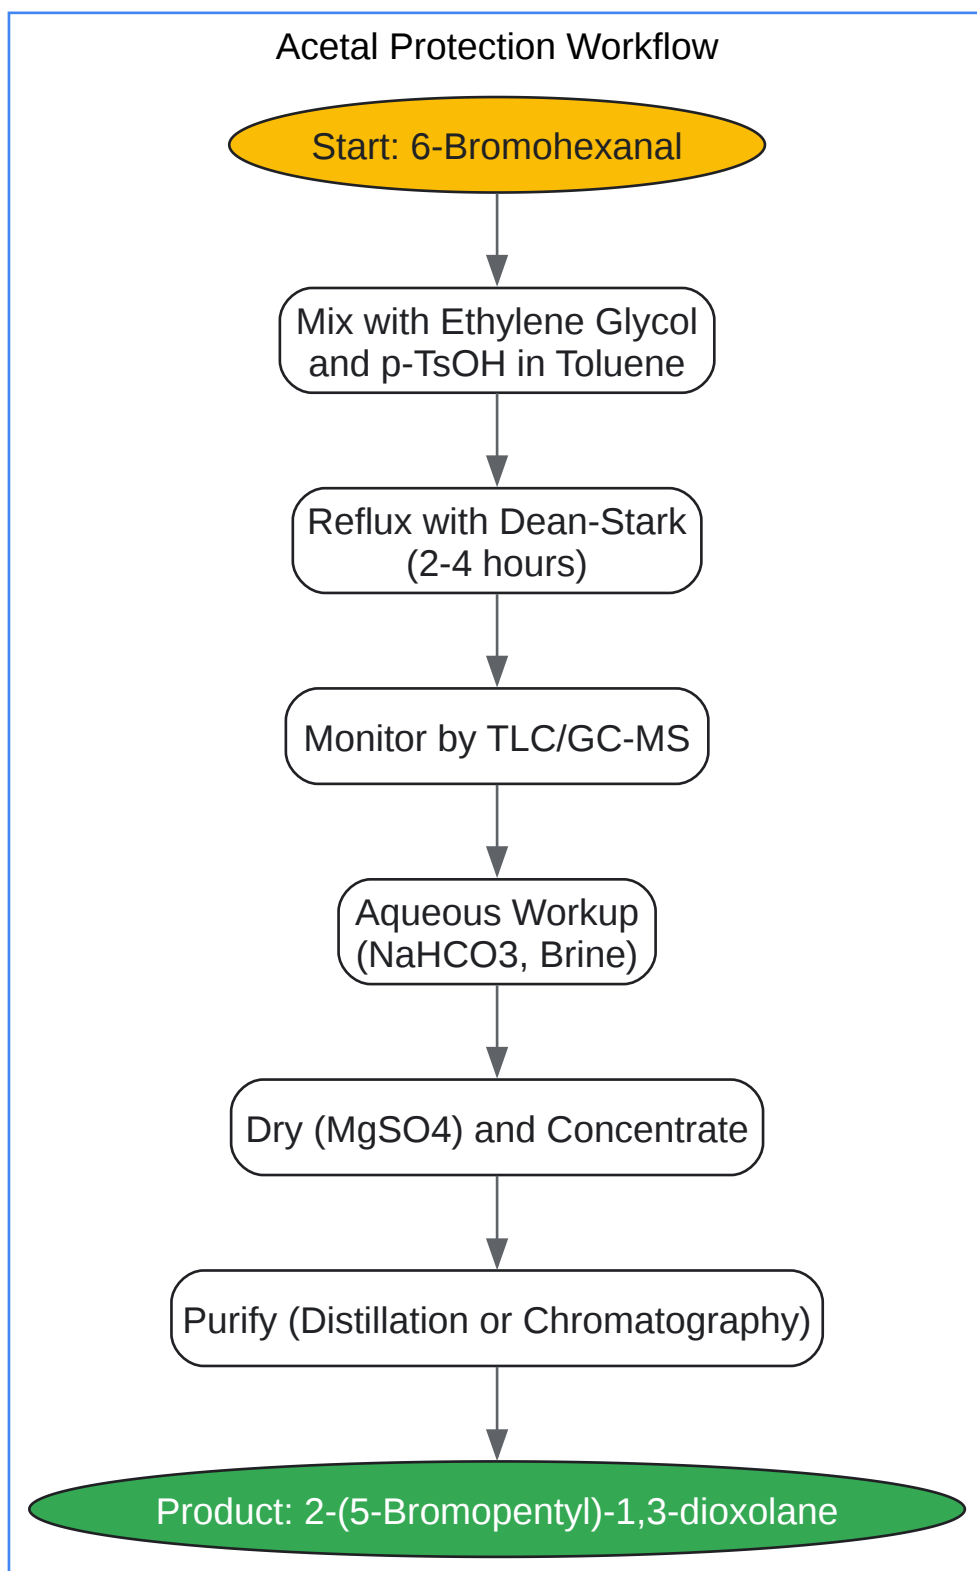 Acetal Protection Workflow
Start: 6-Bromohexanal
Mix with Ethylene Glycol
and p-TsOH in Toluene
Reflux with Dean-Stark
(2-4 hours)
Monitor by TLC/GC-MS
Aqueous Workup
(NaHCO3, Brine)
Dry (MgSO4) and Concentrate
Purify (Distillation or Chromatography)
Product: 2-(5-Bromopentyl)-1,3-dioxolane